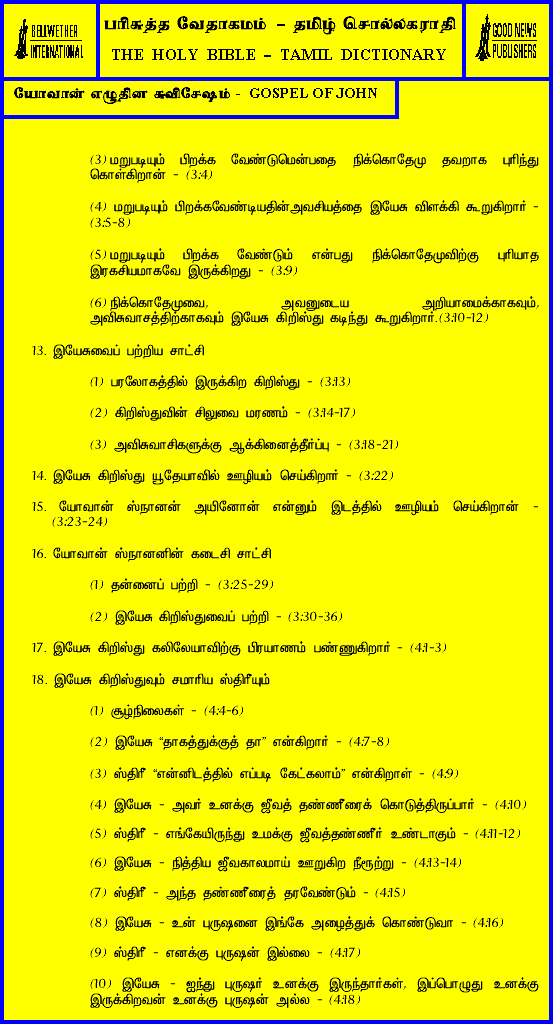 BELLWETHER
INTERNATIONAL
பரிசுத்த வேதாகமம் – தமிழ் சொல்லகராதி
THE HOLY BIBLE – TAMIL DICTIONARY
GOOD NEWS
PUBLISHERS
யோவான் எழுதின சுவிசேஷம் - GOSPEL OF JOHN
(3) மறுபடியும் பிறக்க வேண்டுமென்பதை நிக்கொதேமு தவறாக புரிந்து
கொள்கிறான் - (3:4)
(4) மறுபடியும் பிறக்கவேண்டியதின்அவசியத்தை இயேசு விளக்கி கூறுகிறார் -
(3:5-8)
(5) மறுபடியும் பிறக்க வேண்டும் என்பது நிக்கொதேமுவிற்கு புரியாத
இரகசியமாகவே இருக்கிறது - (3:9)
(6) நிக்கொதேமுவை, அவனுடைய அறியாமைக்காகவும்,
அவிசுவாசத்திற்காகவும் இயேசு கிறிஸ்து கடிந்து கூறுகிறார்.(3:10-12)
13. இயேசுவைப் பற்றிய சாட்சி
(1) பரலோகத்தில் இருக்கிற கிறிஸ்து - (3:13)
(2) கிறிஸ்துவின் சிலுவை மரணம் - (3:14-17)
(3) அவிசுவாசிகளுக்கு ஆக்கினைத்தீர்ப்பு - (3:18-21)
14. இயேசு கிறிஸ்து யூதேயாவில் ஊழியம் செய்கிறார் - (3:22)
15. யோவான் ஸ்நானன் அயினோன் என்னும் இடத்தில் ஊழியம் செய்கிறான் -
(3:23-24)
16. யோவான் ஸ்நானனின் கடைசி சாட்சி
(1) தன்னைப் பற்றி - (3:25-29)
(2) இயேசு கிறிஸ்துவைப் பற்றி - (3:30-36)
17. இயேசு கிறிஸ்து கலிலேயாவிற்கு பிரயாணம் பண்ணுகிறார் - (4:1-3)
18. இயேசு கிறிஸ்துவும் சமாரிய ஸ்திரீயும்
(1) சூழ்நிலைகள் - (4:4-6)
(2) இயேசு “தாகத்துக்குத் தா” என்கிறார் - (4:7-8)
(3) ஸ்திரீ “என்னிடத்தில் எப்படி கேட்கலாம்” என்கிறாள் - (4:9)
(4) இயேசு - அவர் உனக்கு ஜீவத் தண்ணீரைக் கொடுத்திருப்பார் - (4:10)
(5) ஸ்திரீ - எங்கேயிருந்து உமக்கு ஜீவத்தண்ணீர் உண்டாகும் - (4:11-12)
(6) இயேசு - நித்திய ஜீவகாலமாய் ஊறுகிற நீரூற்று - (4:13-14)
(7) ஸ்திரீ - அந்த தண்ணீரைத் தரவேண்டும் - (4:15)
(8) இயேசு - உன் புருஷனை இங்கே அழைத்துக் கொண்டுவா - (4:16)
(9) ஸ்திரீ - எனக்கு புருஷன் இல்லை - (4:17)
(10) இயேசு - ஐந்து புருஷர் உனக்கு இருந்தார்கள், இப்பொழுது உனக்கு
இருக்கிறவன் உனக்கு புருஷன் அல்ல - (4:18)